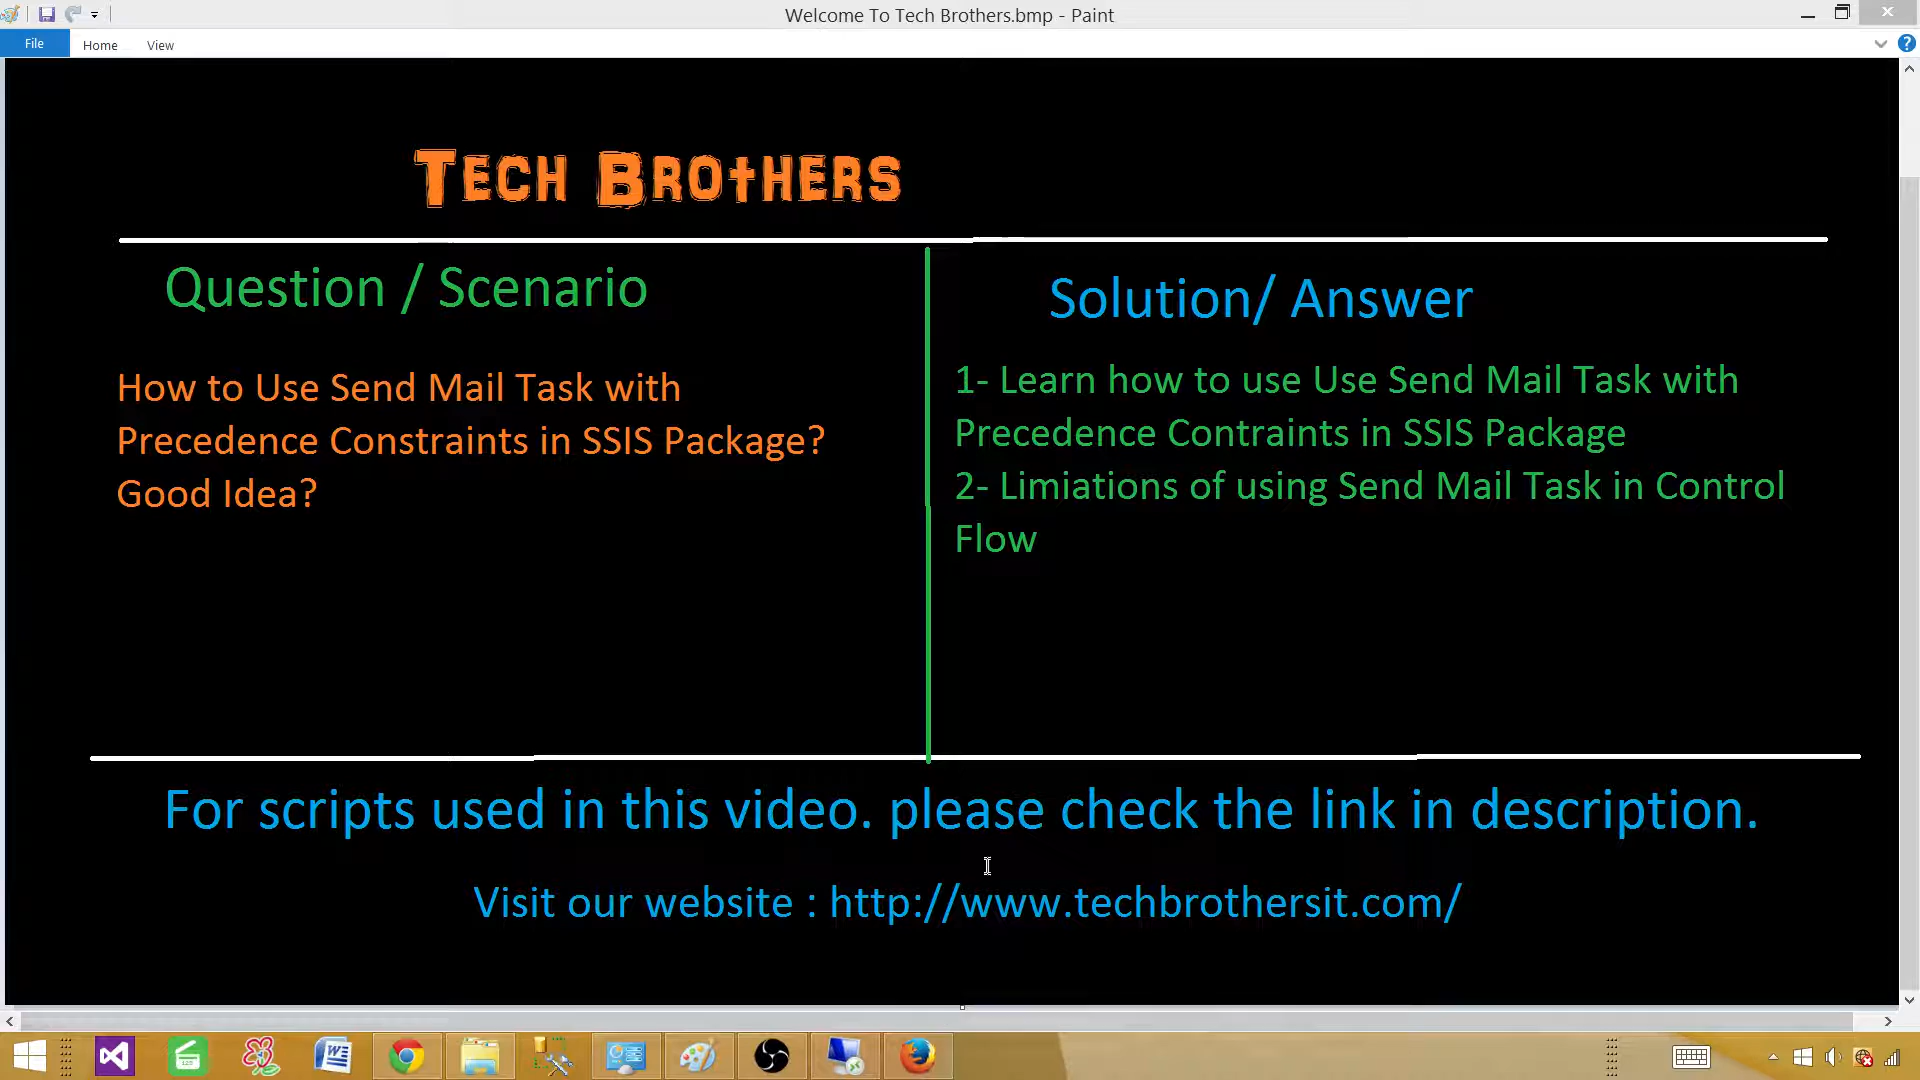 Welcome To Tech Brothers.bmp - Paint
File Home View
Tech Brothers
Question / Scenario
How to Use Send Mail Task with
Precedence Constraints in SSIS Package?
Good Idea?
Solution/ Answer
1- Learn how to use Use Send Mail Task with
Precedence Contraints in SSIS Package
2- Limiations of using Send Mail Task in Control
Flow
For scripts used in this video. please check the link in description.
Visit our website : http://www.techbrothersit.com/